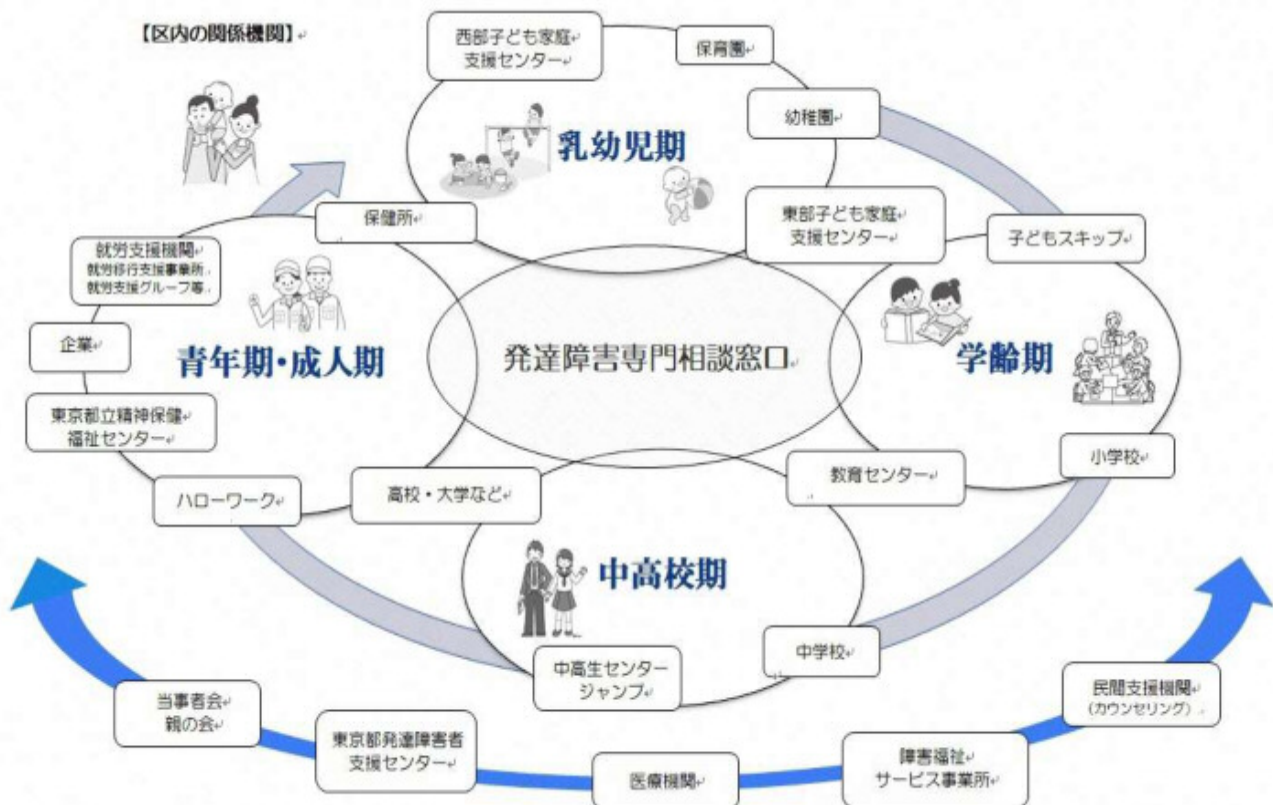 【区内の関係機関】
西部子ども家庭
支援センター
保育園
幼稚園
乳幼児期
保健所
東部子ども家庭
支援センター
子どもスキップ
就労支援機関
就労移行支援事業所
就労支援グループ等
企業
青年期・成人期
発達障害専門相談窓口
学齢期
東京都立精神保健
福祉センター
小学校
教育センター
ハローワーク
高校・大学など
中高校期
中学校
中高生センター
ジャンプ
民間支援機関
(カウンセリング)
当事者会
親の会
東京都発達障害者
支援センター
障害福祉
サービス事業所
医療機関